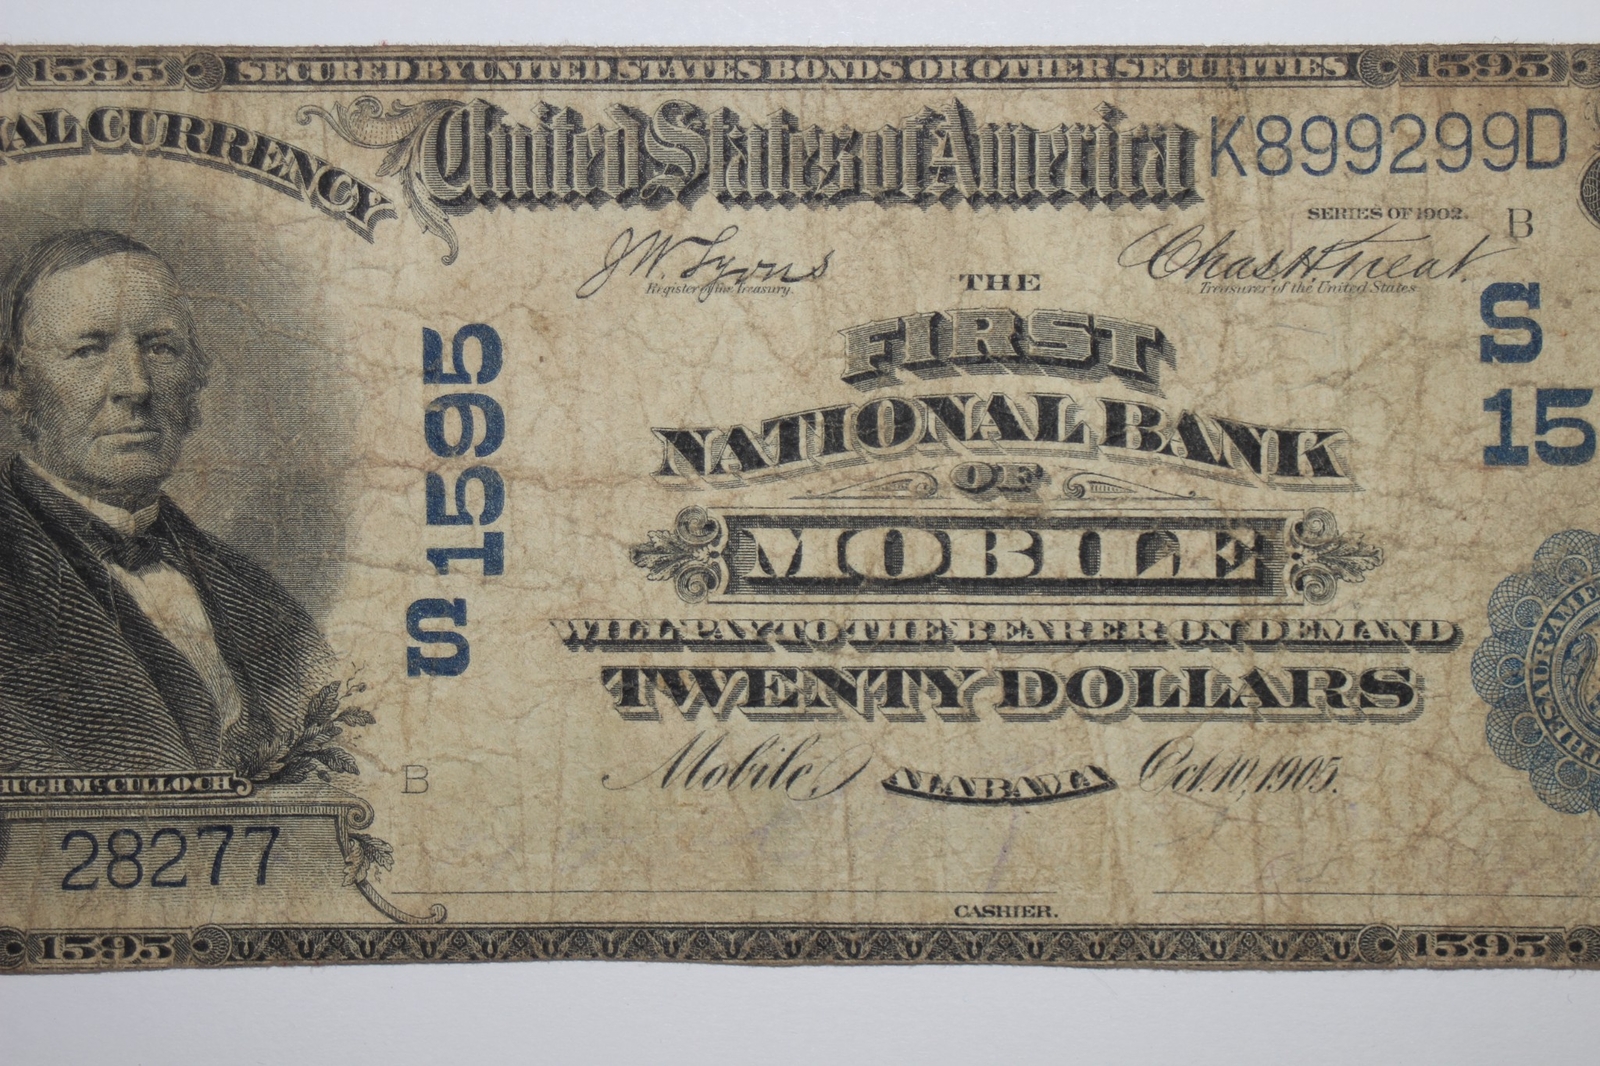 1595 SECURED BY UNITED STATES BONDS OR OTHER SECURITIES 1595
CURRENCY
United States of America
K899299D
SERIES OF 1902. B
J.W. Lyons
Register of the Treasury.
Chas H Treat
Treasurer of the United States
THE
FIRST
NATIONAL BANK
OF
MOBILE
WILL PAY TO THE BEARER ON DEMAND
TWENTY DOLLARS
Mobile ALABAMA Oct. 10, 1905.
S 1595
S
15
B
HUGH McCULLOCH
28277
CASHIER.
1595
1595